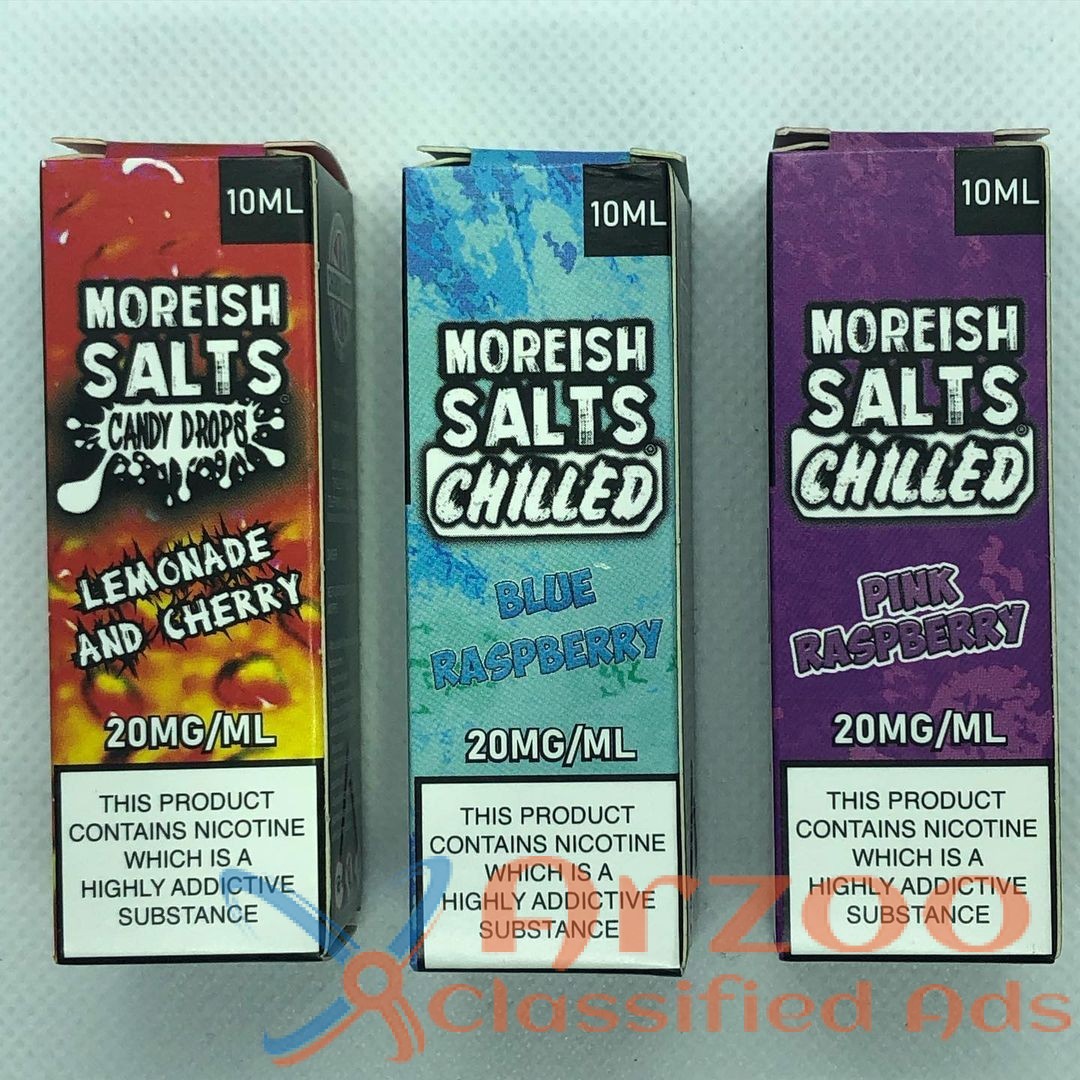 10ML
MOREISH
SALTS
CANDY DROPS
LEMONADE
AND CHERRY
20MG/ML
THIS PRODUCT
CONTAINS NICOTINE
WHICH IS A
HIGHLY ADDICTIVE
SUBSTANCE
10ML
MOREISH
SALTS
CHILLED
BLUE
RASPBERRY
20MG/ML
THIS PRODUCT
CONTAINS NICOTINE
WHICH IS A
HIGHLY ADDICTIVE
SUBSTANCE
10ML
MOREISH
SALTS
CHILLED
PINK
RASPBERRY
20MG/ML
THIS PRODUCT
CONTAINS NICOTINE
WHICH IS A
HIGHLY ADDICTIVE
SUBSTANCE
Arzoo
Classified Ads